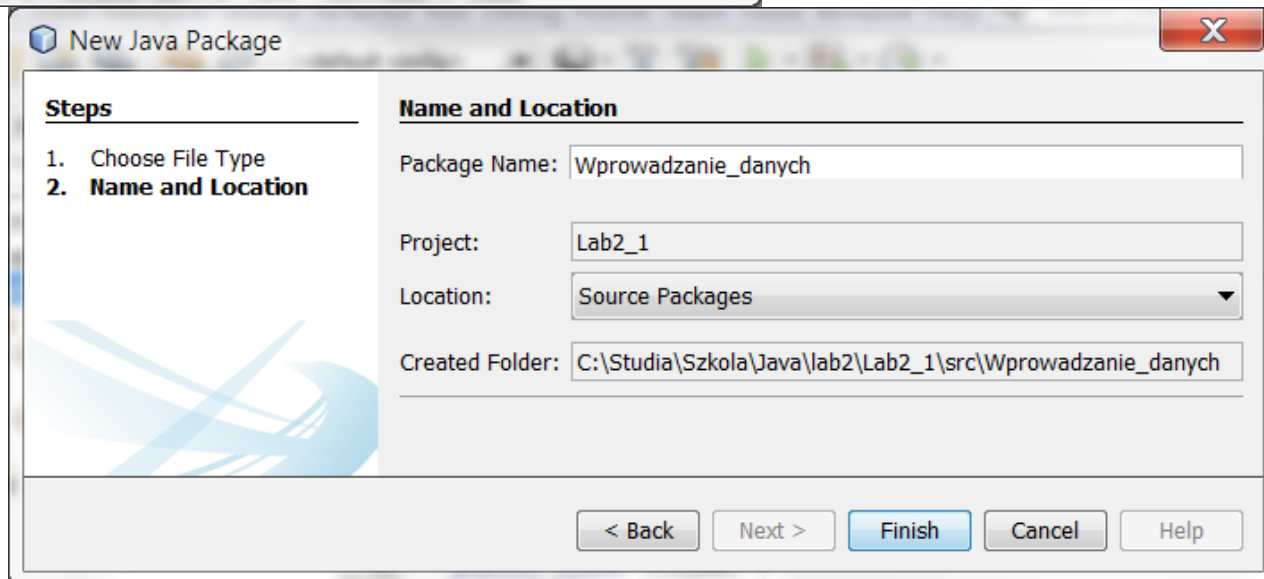 New Java Package
X
Steps
1. Choose File Type
2. Name and Location
Name and Location
Package Name: Wprowadzanie_danych
Project: Lab2_1
Location: Source Packages
Created Folder: C:\Studia\Szkola\Java\lab2\Lab2_1\src\Wprowadzanie_danych
< Back Next > Finish Cancel Help